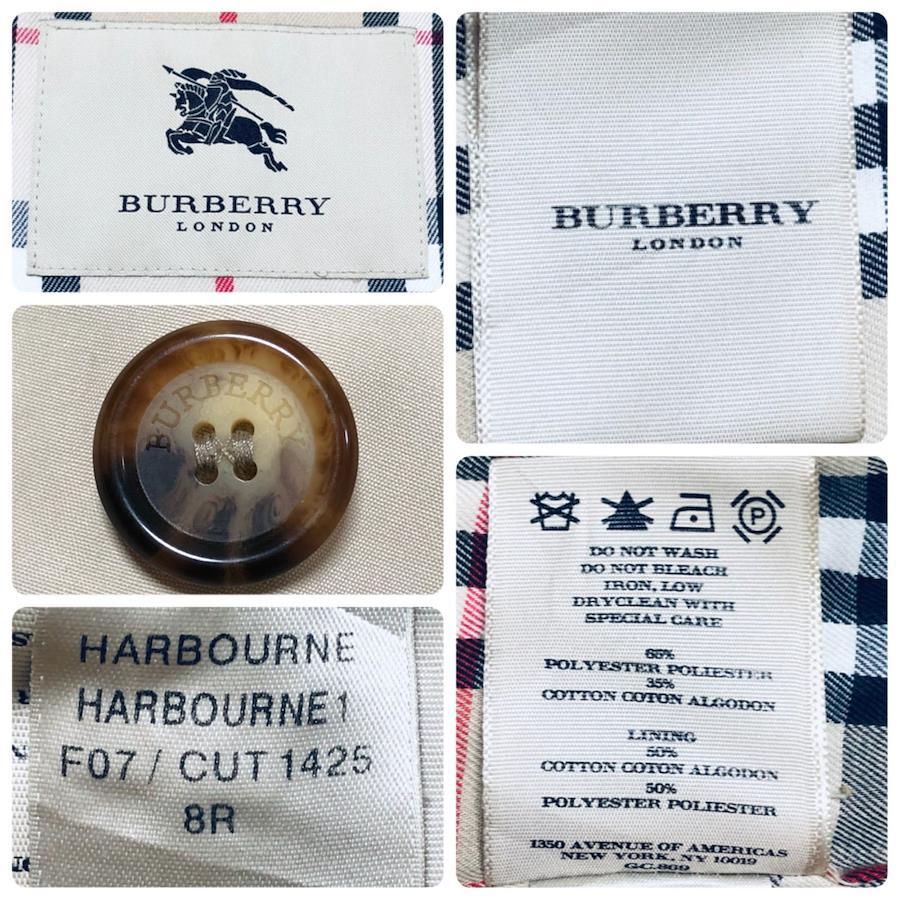 BURBERRY
LONDON
BURBERRY
LONDON
BURBERRY
HARBOURNE
HARBOURNE1
F07 / CUT 1425
8R
P
DO NOT WASH
DO NOT BLEACH
IRON, LOW
DRYCLEAN WITH
SPECIAL CARE
65%
POLYESTER POLIESTER
35%
COTTON COTON ALGODON
LINING
50%
COTTON COTON ALGODON
50%
POLYESTER POLIESTER
1350 AVENUE OF AMERICAS
NEW YORK, NY 10019
G.C.809